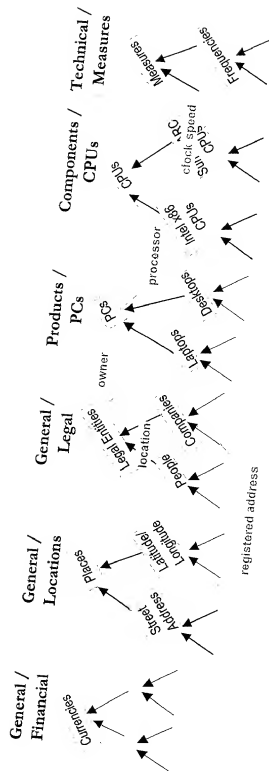 General /
Financial
Currencies
General /
Locations
Places
Street
Address
Latitude/
Longitude
General /
Legal
Legal Entities
People
Companies
location
registered address
owner
Products /
PCs
PCs
Laptops
Desktops
processor
Components /
CPUs
CPUs
Intel x86
CPUs
Sun
CPUs
clock speed
Technical /
Measures
Measures
Frequencies